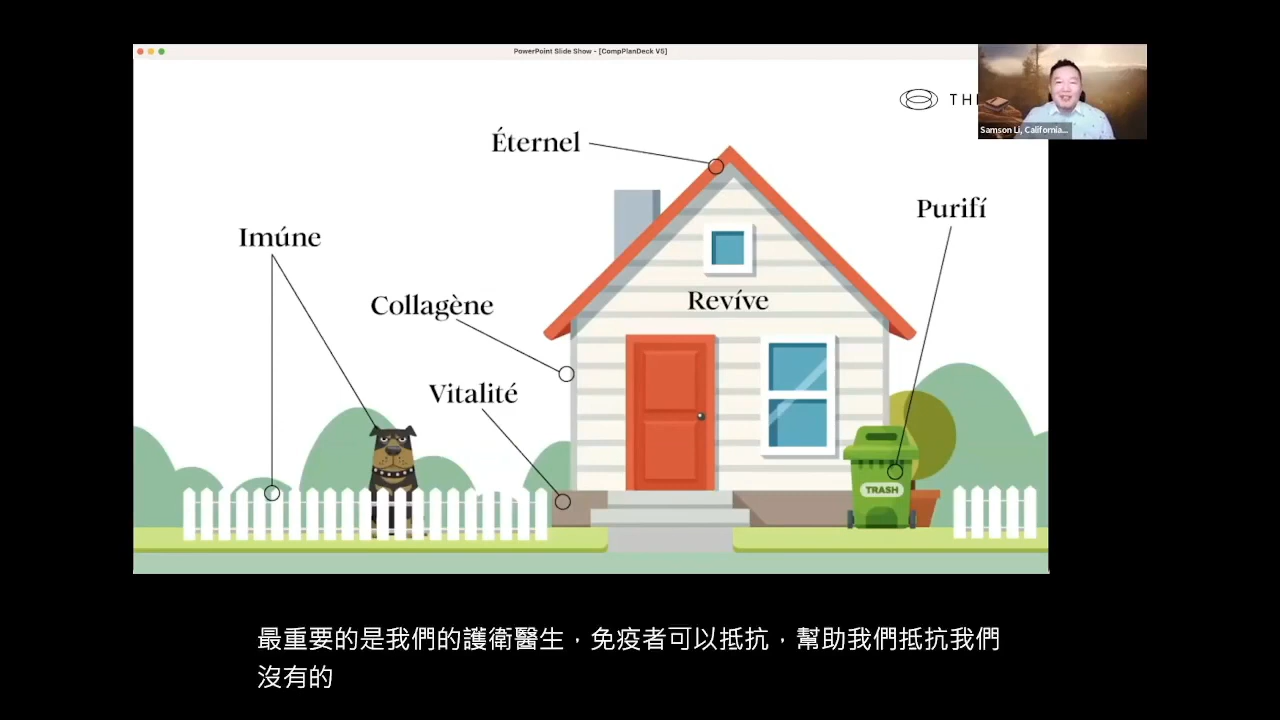 PowerPoint Slide Show - [CompPlanDeck V5]
THE
Samson Li, California...
Éternel
Purifí
Imúne
Collagène
Revíve
Vitalité
TRASH
最重要的是我們的護衛醫生，免疫者可以抵抗，幫助我們抵抗我們
沒有的